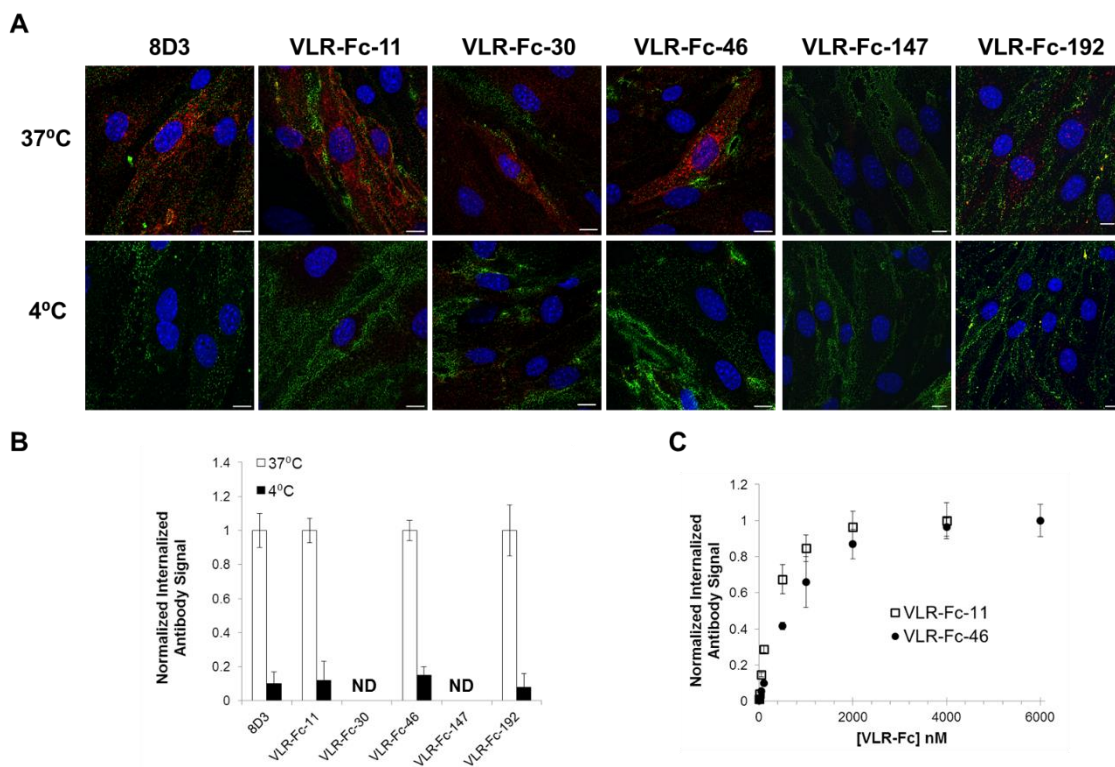 A
8D3 VLR-Fc-11 VLR-Fc-30 VLR-Fc-46 VLR-Fc-147 VLR-Fc-192
37ºC
4ºC
B
37ºC
4ºC
Normalized Internalized
Antibody Signal
1.4
1.2
1
0.8
0.6
0.4
0.2
0
ND ND
8D3 VLR-Fc-11 VLR-Fc-30 VLR-Fc-46 VLR-Fc-147 VLR-Fc-192
C
Normalized Internalized
Antibody Signal
1.2
1
0.8
0.6
0.4
0.2
0
VLR-Fc-11
VLR-Fc-46
0 2000 4000 6000
[VLR-Fc] nM